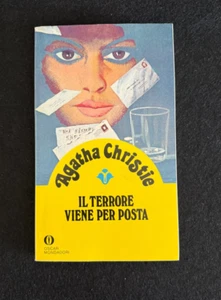 Agatha Christie
IL TERRORE
VIENE PER POSTA
OSCAR
MONDADORI